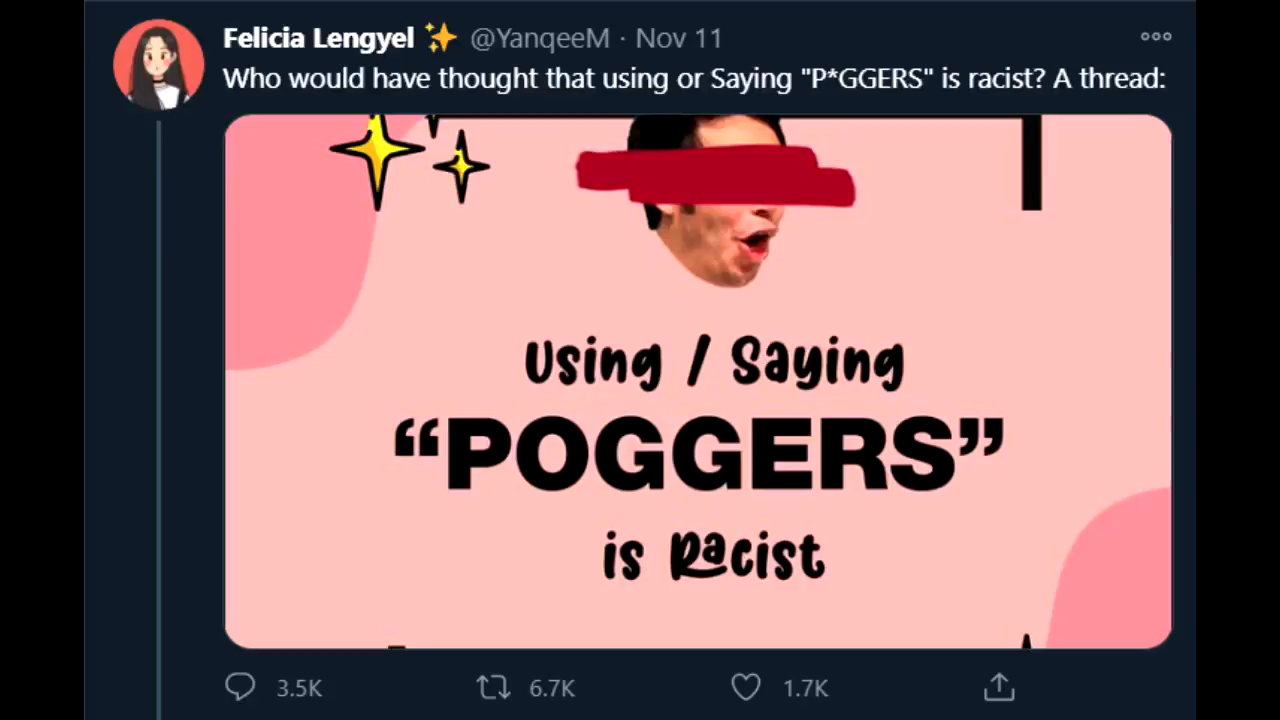 Felicia Lengyel ✨ @YanqeeM · Nov 11
Who would have thought that using or Saying "P*GGERS" is racist? A thread:
Using / Saying
“POGGERS”
is Racist
3.5K 6.7K 1.7K